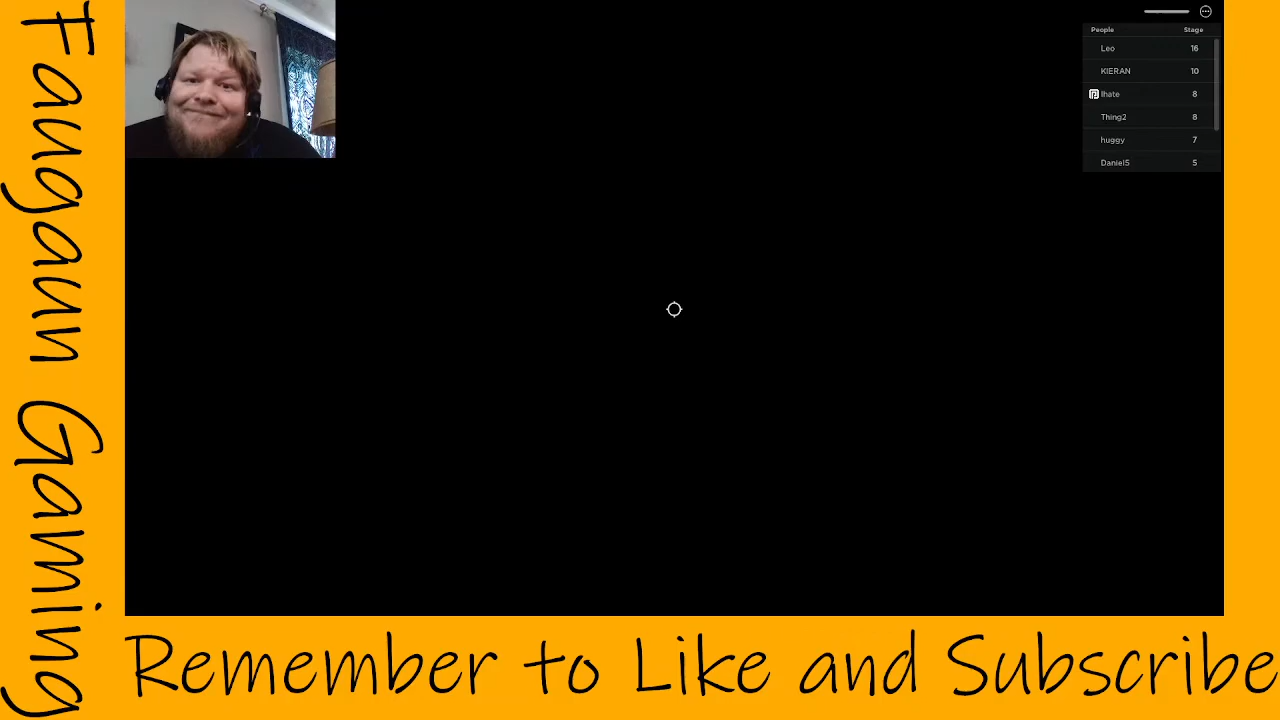 Faugaun Gaming
People Stage
Leo 16
KIERAN 10
Ihate 8
Thing2 8
huggy 7
Daniel5 5
Remember to Like and Subscribe